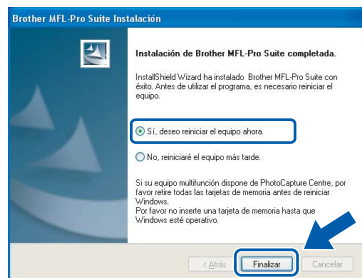 Brother MFL-Pro Suite Instalación
Instalación de Brother MFL-Pro Suite completada.
InstallShield Wizard ha instalado Brother MFL-Pro Suite con
éxito. Antes de utilizar el programa, es necesario reiniciar el
equipo.
Sí, deseo reiniciar el equipo ahora.
No, reiniciaré el equipo más tarde.
Si su equipo multifunción dispone de PhotoCapture Centre, por
favor retire todas las tarjetas de memoria antes de reiniciar
Windows.
Por favor no inserte una tarjeta de memoria hasta que
Windows esté operativo.
< Atrás
Finalizar
Cancelar